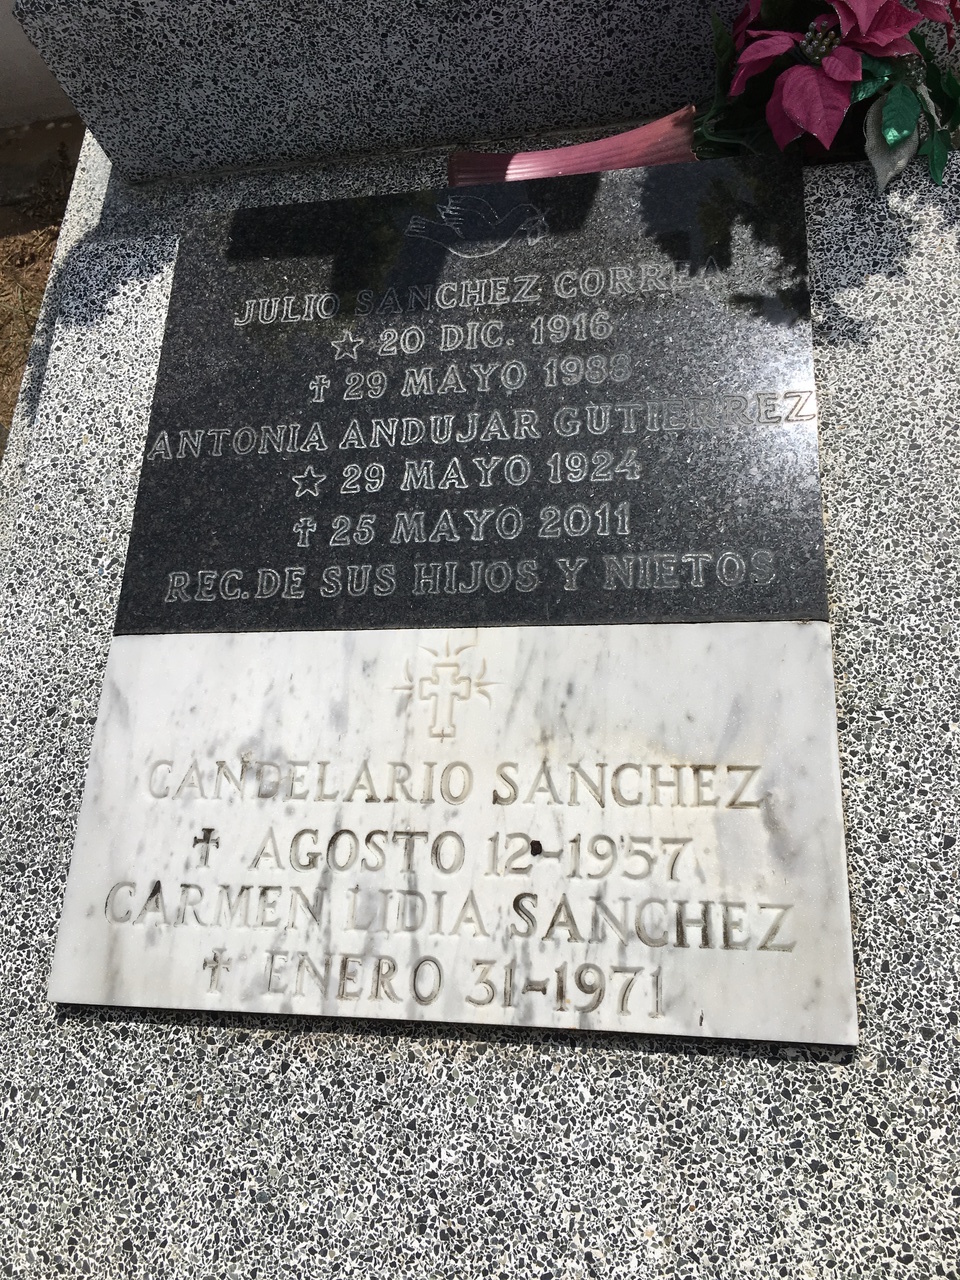 JULIO SANCHEZ CORREA
☆ 20 DIC. 1916
✝ 29 MAYO 1988
ANTONIA ANDUJAR GUTIERREZ
☆ 29 MAYO 1924
✝ 25 MAYO 2011
REC. DE SUS HIJOS Y NIETOS
CANDELARIO SANCHEZ
✝ AGOSTO 12-1957
CARMEN LIDIA SANCHEZ
✝ ENERO 31-1971